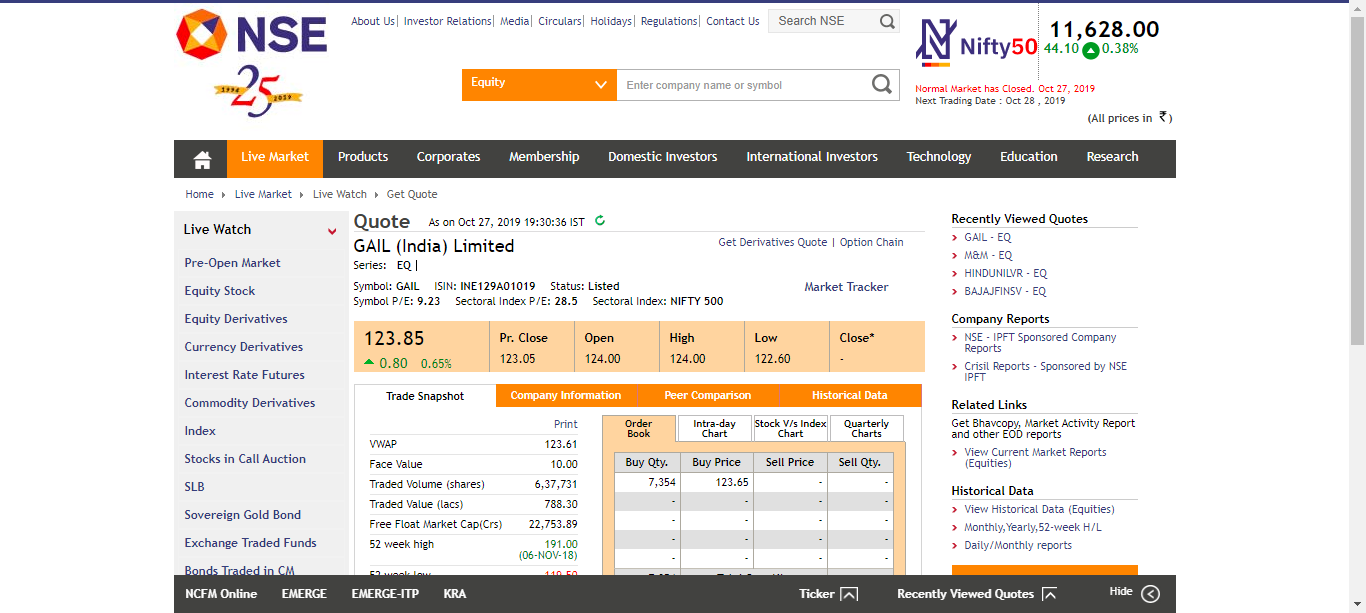 NSE
1994 25 2019
About Us| Investor Relations| Media| Circulars| Holidays| Regulations| Contact Us
Search NSE
Equity
Enter company name or symbol
Nifty50
11,628.00
44.10 0.38%
Normal Market has Closed. Oct 27, 2019
Next Trading Date : Oct 28 , 2019
(All prices in ₹)
Live Market Products Corporates Membership Domestic Investors International Investors Technology Education Research
Home Live Market Live Watch Get Quote
Live Watch
Pre-Open Market
Equity Stock
Equity Derivatives
Currency Derivatives
Interest Rate Futures
Commodity Derivatives
Index
Stocks in Call Auction
SLB
Sovereign Gold Bond
Exchange Traded Funds
Bonds Traded in CM
Quote As on Oct 27, 2019 19:30:36 IST
GAIL (India) Limited
Get Derivatives Quote | Option Chain
Series: EQ |
Symbol: GAIL ISIN: INE129A01019 Status: Listed
Market Tracker
Symbol P/E: 9.23 Sectoral Index P/E: 28.5 Sectoral Index: NIFTY 500
123.85
0.80 0.65%
Pr. Close Open High Low Close*
123.05 124.00 124.00 122.60 -
Trade Snapshot Company Information Peer Comparison Historical Data
Print
VWAP 123.61
Face Value 10.00
Traded Volume (shares) 6,37,731
Traded Value (lacs) 788.30
Free Float Market Cap(Crs) 22,753.89
52 week high 191.00
(06-NOV-18)
52 week low 119.50
Order Book
Intra-day Chart
Stock V/s Index Chart
Quarterly Charts
Buy Qty. Buy Price Sell Price Sell Qty.
7,354 123.65 - -
- - - -
- - - -
- - - -
- - - -
Recently Viewed Quotes
GAIL - EQ
M&M - EQ
HINDUNILVR - EQ
BAJAJFINSV - EQ
Company Reports
NSE - IPFT Sponsored Company
Reports
Crisil Reports - Sponsored by NSE
IPFT
Related Links
Get Bhavcopy, Market Activity Report
and other EOD reports
View Current Market Reports
(Equities)
Historical Data
View Historical Data (Equities)
Monthly,Yearly,52-week H/L
Daily/Monthly reports
NCFM Online EMERGE EMERGE-ITP KRA Ticker Recently Viewed Quotes Hide